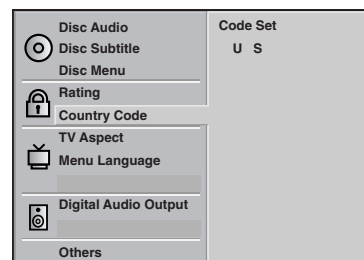 Disc Audio
Disc Subtitle
Disc Menu
Rating
Country Code
TV Aspect
Menu Language
Digital Audio Output
Others
Code Set
U S